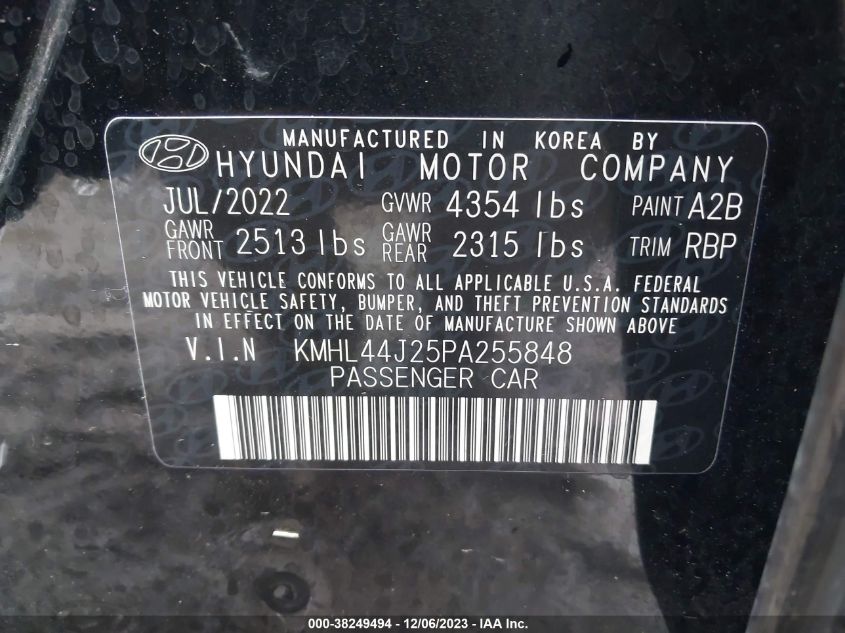 MANUFACTURED IN KOREA BY
HYUNDAI MOTOR COMPANY
JUL/2022 GVWR 4354 lbs PAINT A2B
GAWR FRONT 2513 lbs GAWR REAR 2315 lbs TRIM RBP
THIS VEHICLE CONFORMS TO ALL APPLICABLE U.S.A. FEDERAL
MOTOR VEHICLE SAFETY, BUMPER, AND THEFT PREVENTION STANDARDS
IN EFFECT ON THE DATE OF MANUFACTURE SHOWN ABOVE
V.I.N KMHL44J25PA255848
PASSENGER CAR
000-38249494 - 12/06/2023 - IAA Inc.